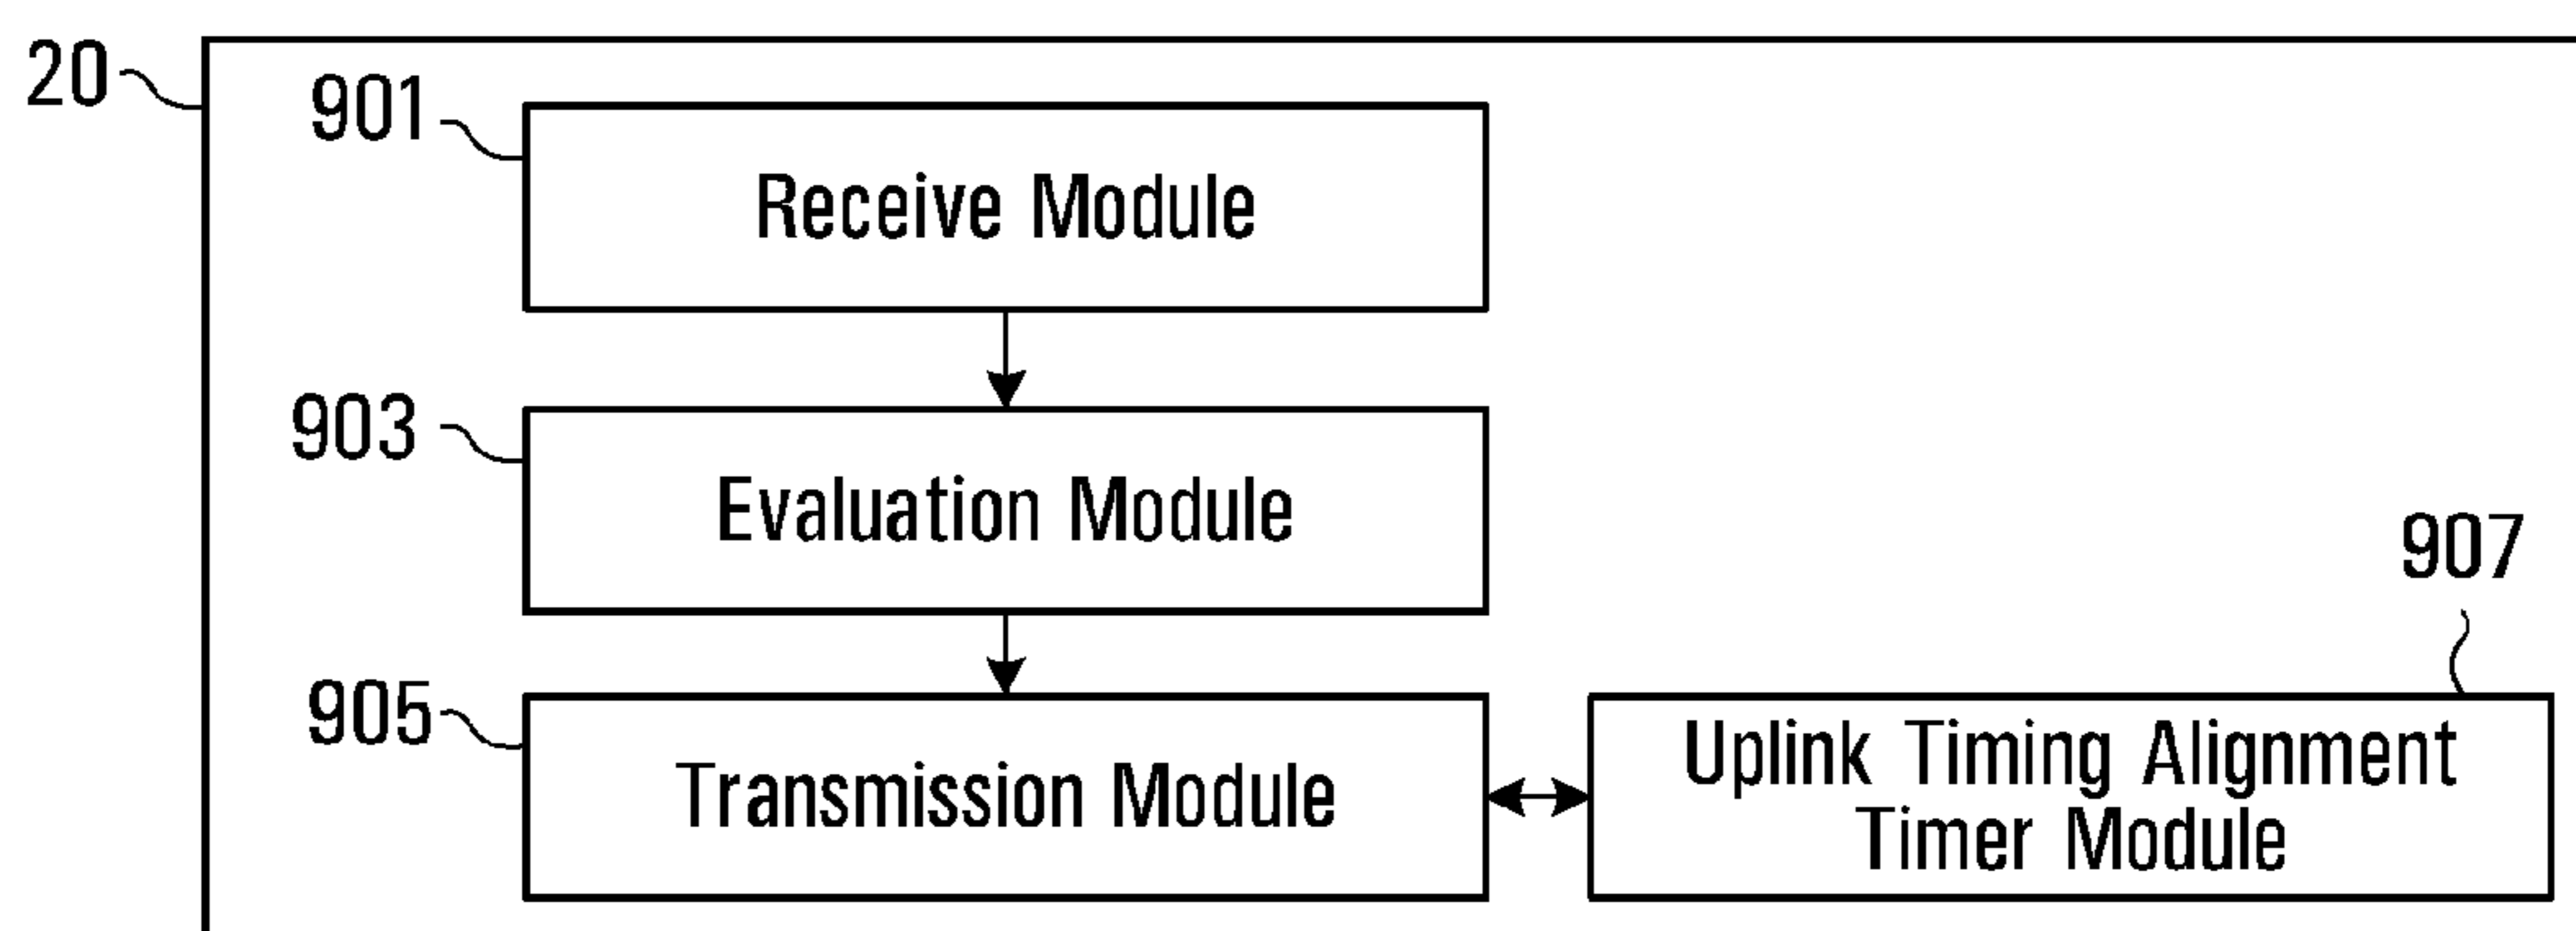 20
901
Receive Module
903
Evaluation Module
907
905
Transmission Module
Uplink Timing Alignment
Timer Module